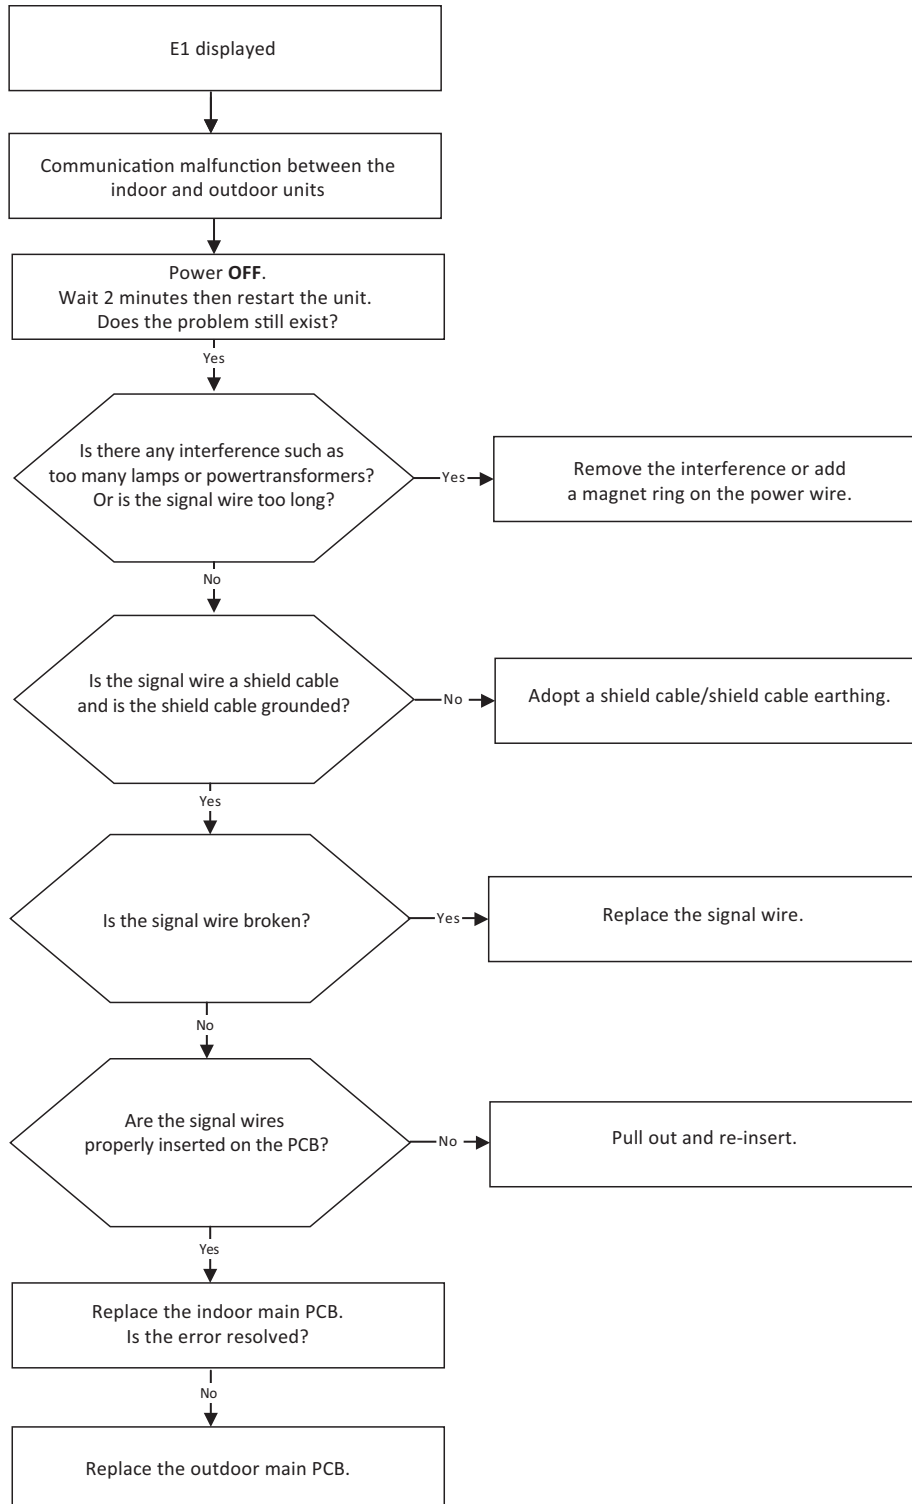 E1 displayed
Communication malfunction between the
indoor and outdoor units
Power OFF.
Wait 2 minutes then restart the unit.
Does the problem still exist?
Yes
Is there any interference such as
too many lamps or powertransformers?
Or is the signal wire too long?
Yes
Remove the interference or add
a magnet ring on the power wire.
No
Is the signal wire a shield cable
and is the shield cable grounded?
No
Adopt a shield cable/shield cable earthing.
Yes
Is the signal wire broken?
Yes
Replace the signal wire.
No
Are the signal wires
properly inserted on the PCB?
No
Pull out and re-insert.
Yes
Replace the indoor main PCB.
Is the error resolved?
No
Replace the outdoor main PCB.